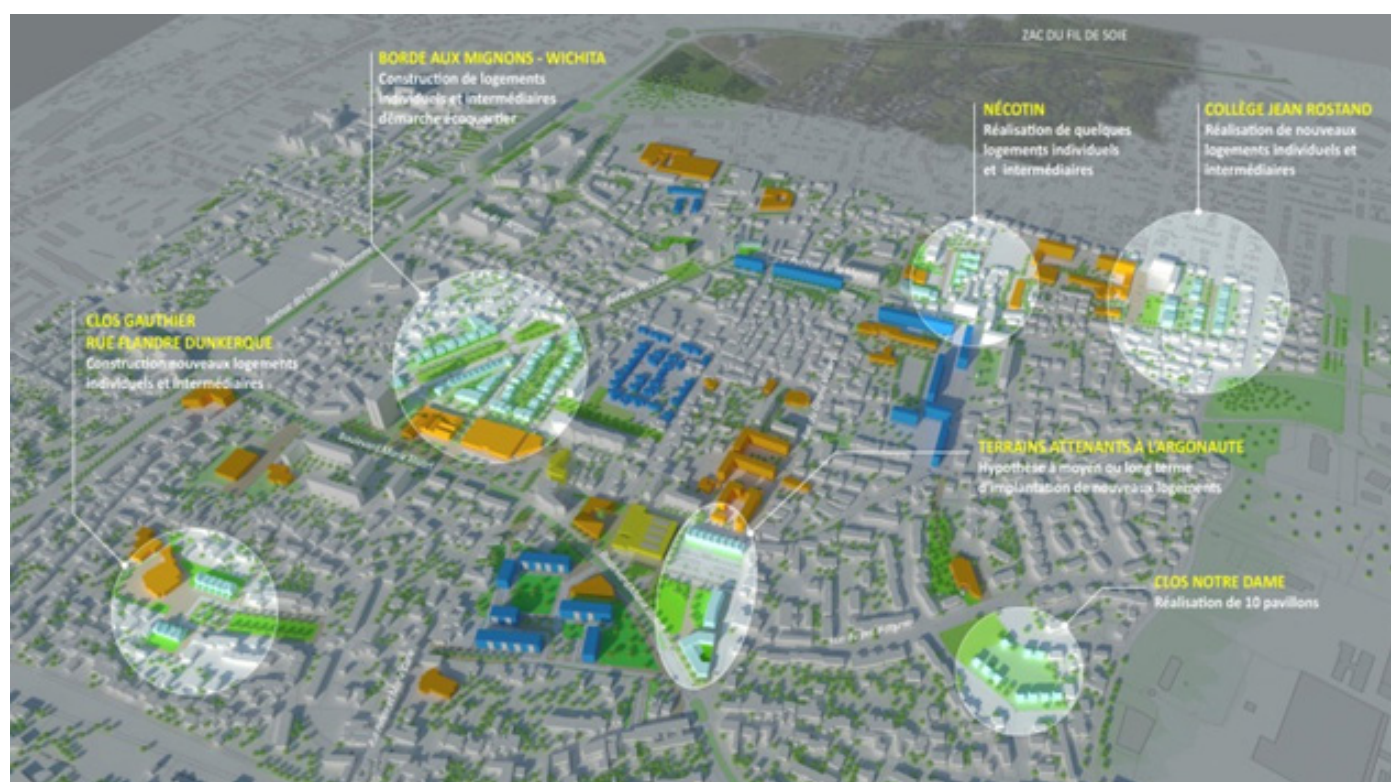 ZAC DU FIL DE SOIE
BORDE AUX MIGNONS - WICHITA
Construction de logements
individuels et intermédiaires
démarche écoquartier
NÉCOTIN
Réalisation de quelques
logements individuels
et intermédiaires
COLLÈGE JEAN ROSTAND
Réalisation de nouveaux
logements individuels et
intermédiaires
CLOS GAUTHIER
RUE FLANDRE DUNKERQUE
Construction nouveaux logements
individuels et intermédiaires
TERRAINS ATTENANTS À L'ARGONAUTE
Hypothèse à moyen ou long terme
d'implantation de nouveaux logements
CLOS NOTRE DAME
Réalisation de 10 pavillons